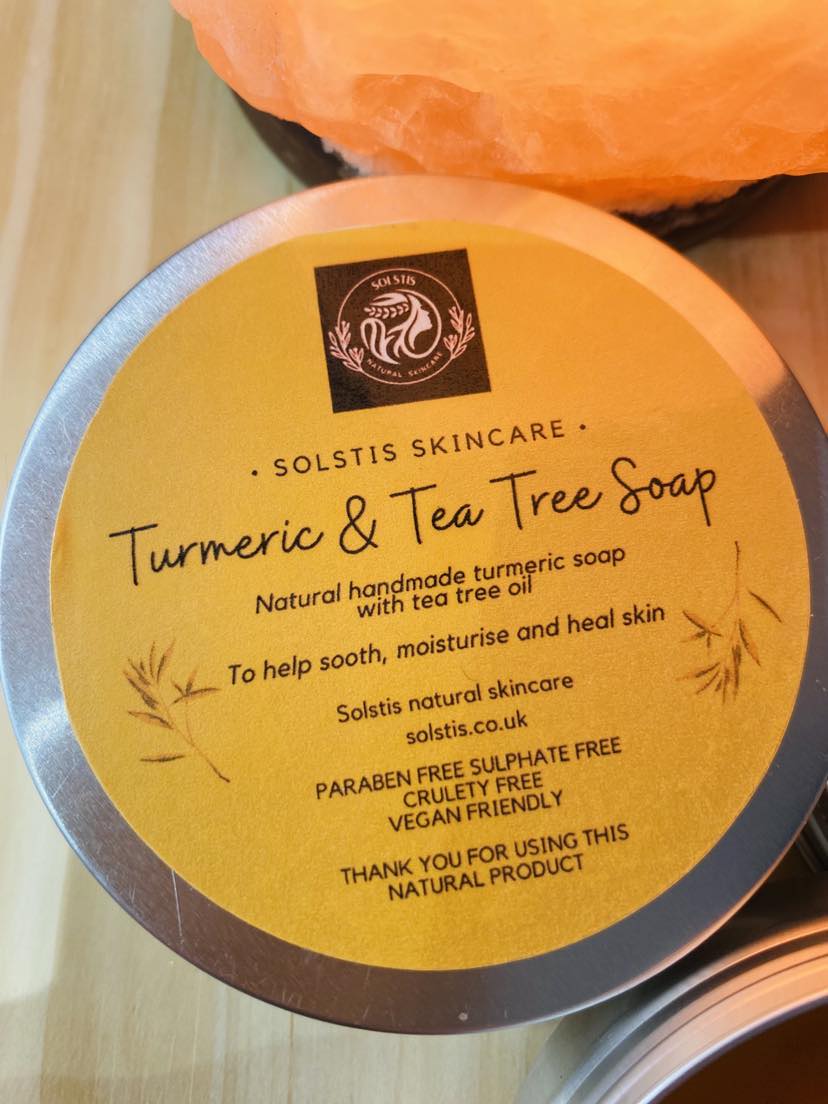 SOLSTIS
NATURAL SKINCARE
• SOLSTIS SKINCARE •
Turmeric & Tea Tree Soap
Natural handmade turmeric soap
with tea tree oil
To help sooth, moisturise and heal skin
Solstis natural skincare
solstis.co.uk
PARABEN FREE SULPHATE FREE
CRULETY FREE
VEGAN FRIENDLY
THANK YOU FOR USING THIS
NATURAL PRODUCT